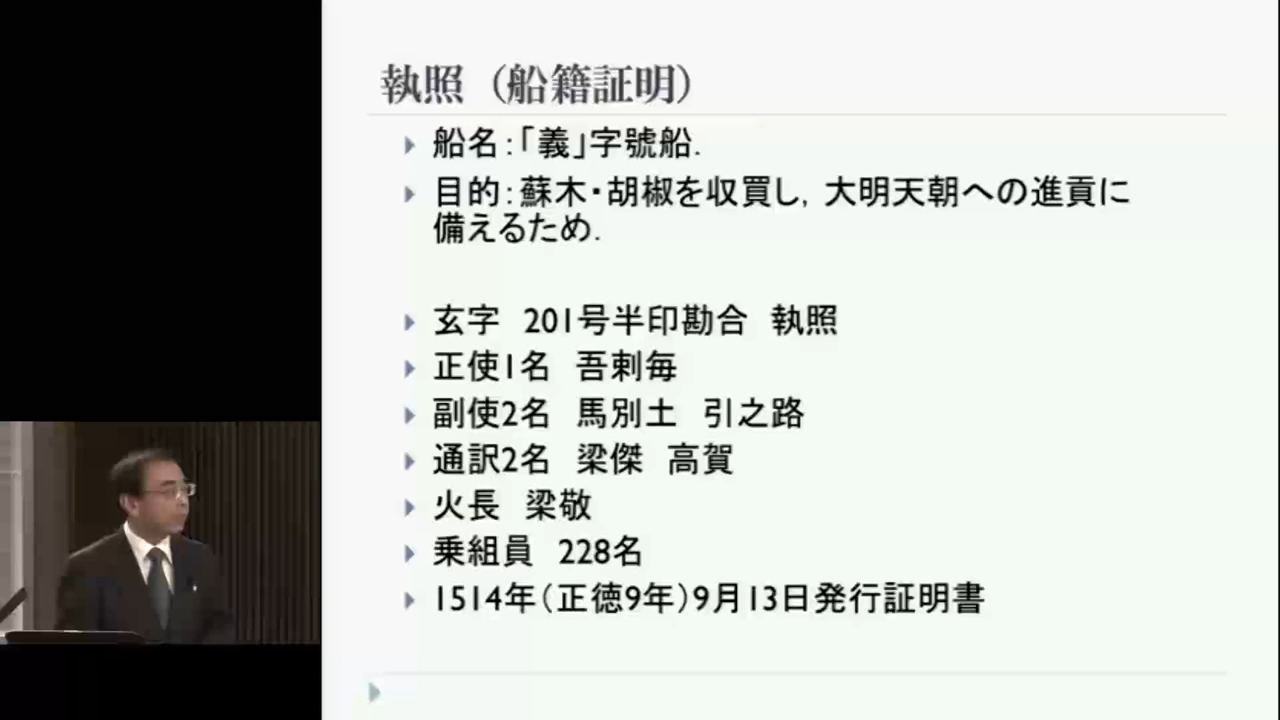 執照（船籍証明）
船名：「義」字號船.
目的：蘇木・胡椒を収買し，大明天朝への進貢に
備えるため.
玄字　201号半印勘合　執照
正使1名　吾剌毎
副使2名　馬別土　引之路
通訳2名　梁傑　高賀
火長　梁敬
乗組員　228名
1514年（正徳9年）9月13日発行証明書